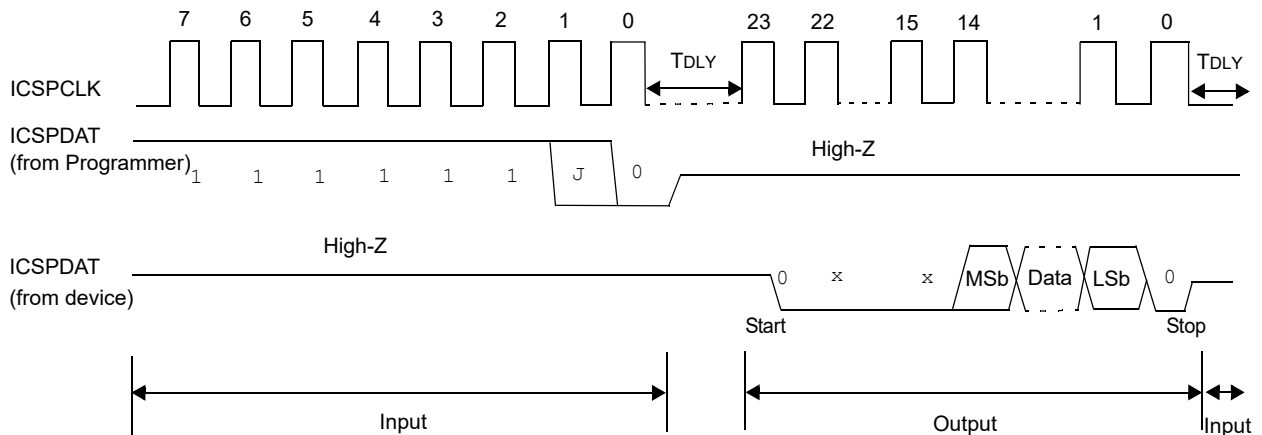 7 6 5 4 3 2 1 0 23 22 15 14 1 0
TDLY TDLY
ICSPCLK
ICSPDAT
(from Programmer)
1 1 1 1 1 1 J 0
High-Z
High-Z
ICSPDAT
(from device)
0 x x MSb Data LSb 0
Start Stop
Input Output Input